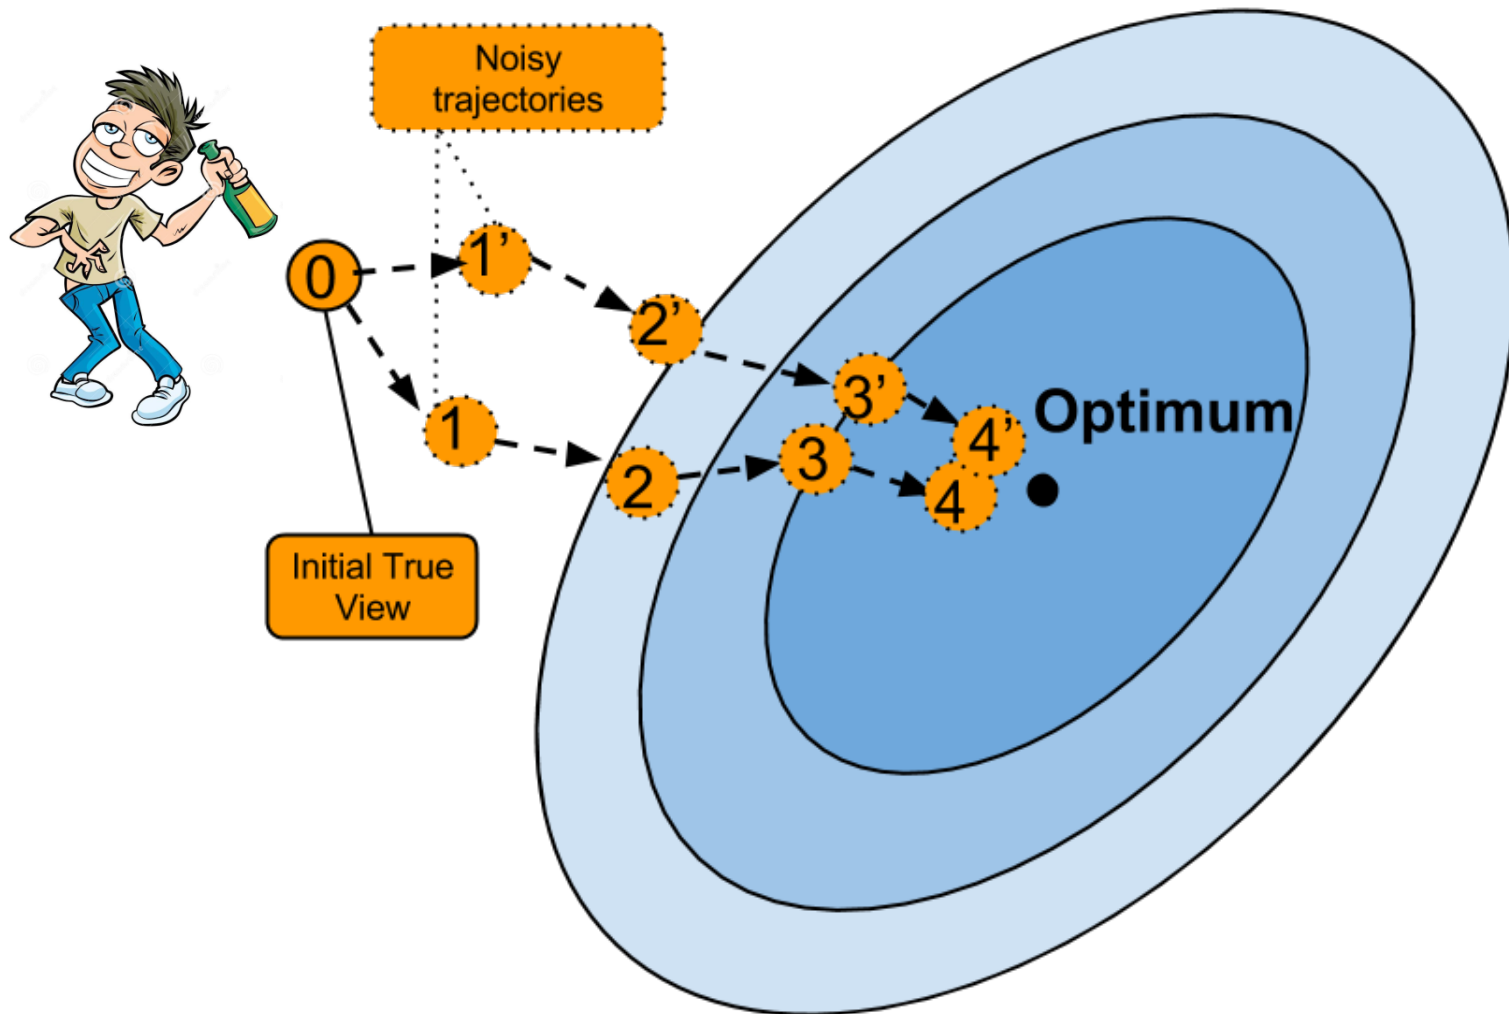 Noisy
trajectories
0
1’
2’
3’
4’
Optimum
1
2
3
4
Initial True
View